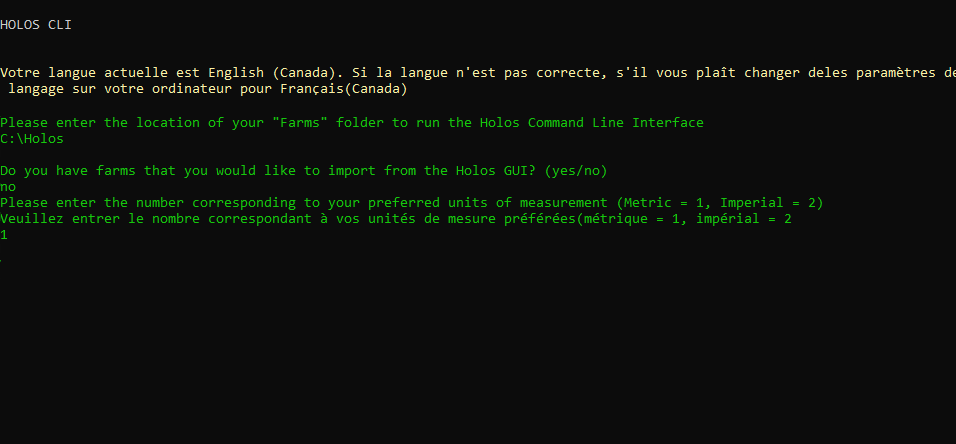 HOLOS CLI
Votre langue actuelle est English (Canada). Si la langue n'est pas correcte, s'il vous plaît changer deles paramètres de
langage sur votre ordinateur pour Français(Canada)
Please enter the location of your "Farms" folder to run the Holos Command Line Interface
C:\Holos
Do you have farms that you would like to import from the Holos GUI? (yes/no)
no
Please enter the number corresponding to your preferred units of measurement (Metric = 1, Imperial = 2)
Veuillez entrer le nombre correspondant à vos unités de mesure préférées(métrique = 1, impérial = 2
1